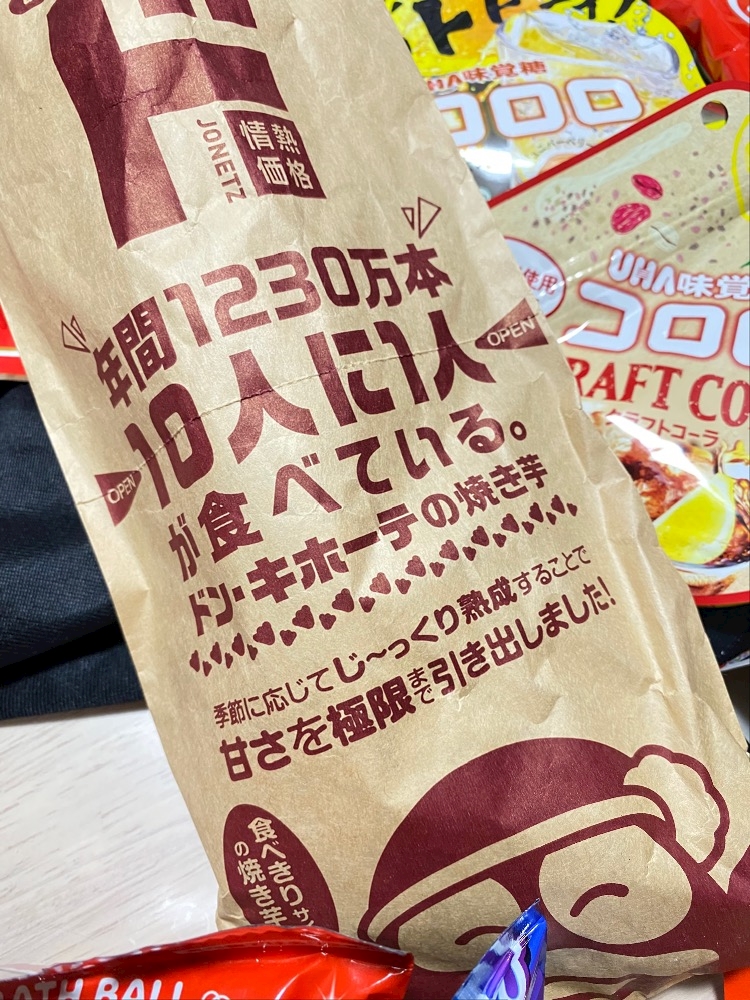 情熱
価格
JONETZ
年間1230万本
10人に1人
が食べている。
ドン・キホーテの焼き芋
OPEN
OPEN
季節に応じてじ〜っくり熟成することで
甘さを極限まで引き出しました!
食べきりサ
の焼き芋
UHA味覚糖
コロロ
使用
UHA味覚
コロ
RAFT CO
クラフトコーラ
ATH BALL